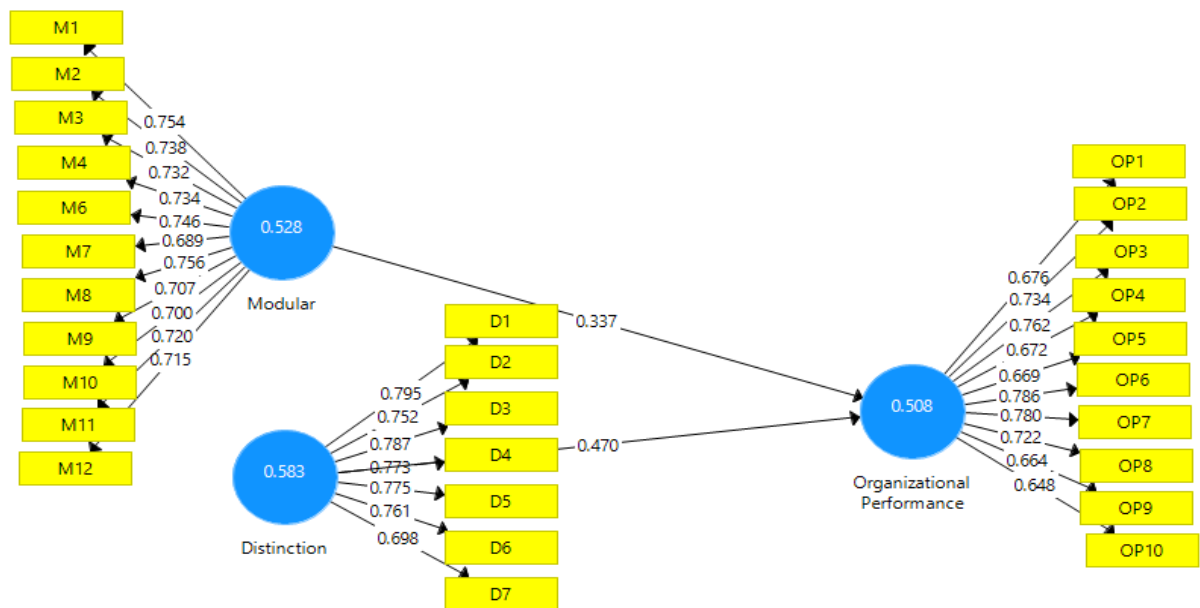 M1
M2
M3
M4
M6
M7
M8
M9
M10
M11
M12
0.754
0.738
0.732
0.734
0.746
0.689
0.756
0.707
0.700
0.720
0.715
0.528
Modular
0.337
D1
D2
D3
D4
D5
D6
D7
0.795
0.752
0.787
0.773
0.775
0.761
0.698
0.583
Distinction
0.470
0.508
Organizational
Performance
0.676
0.734
0.762
0.672
0.669
0.786
0.780
0.722
0.664
0.648
OP1
OP2
OP3
OP4
OP5
OP6
OP7
OP8
OP9
OP10